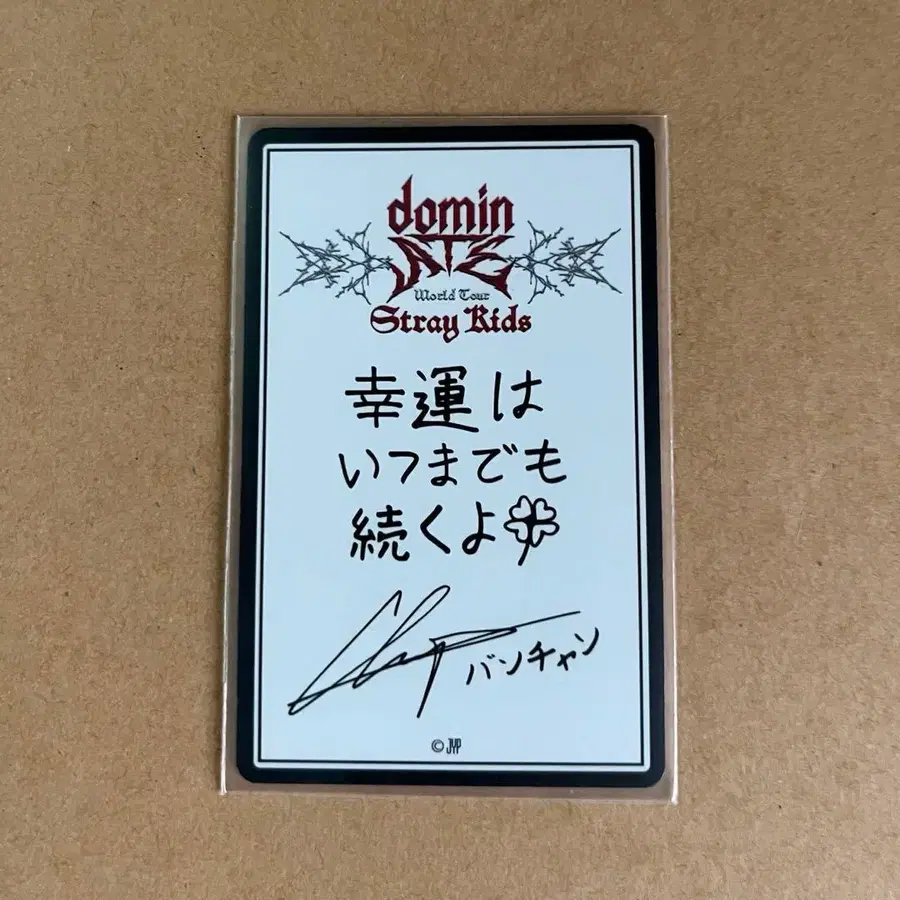 domin
ATE
World Tour
Stray Kids
幸運は
いつまでも
続くよ
バンチャン
© JYP